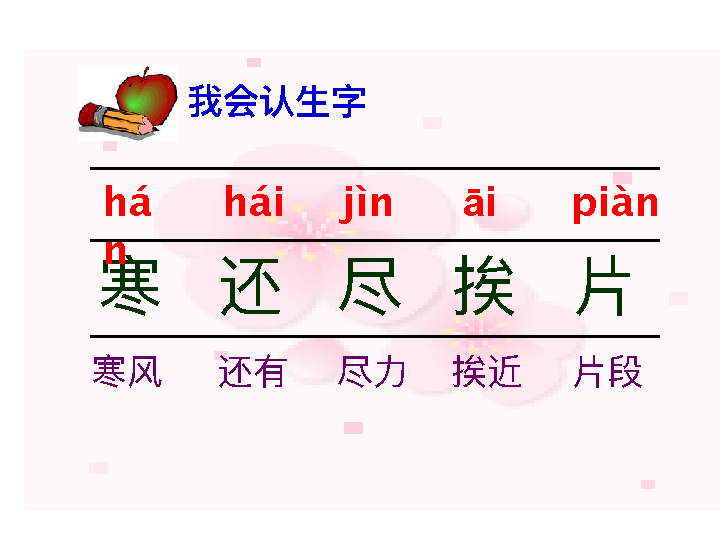 我会认生字
hán hái jìn āi piàn
寒 还 尽 挨 片
寒风 还有 尽力 挨近 片段